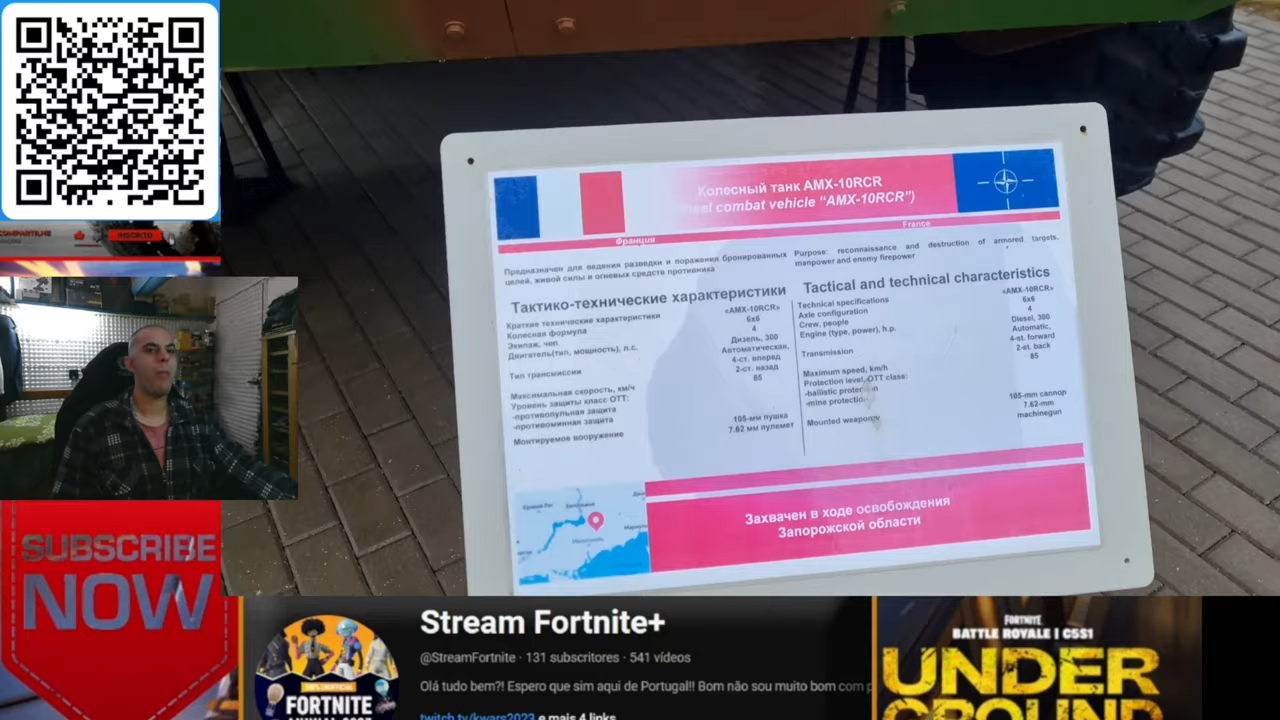 COMPARTILHE
INSCRITO
SUBSCRIBE
NOW
Колесный танк AMX-10RCR
combat vehicle “AMX-10RCR”)
Франция
France
Предназначен для ведения разведки и поражения бронированных
целей, живой силы и огневых средств противника
Тактико-технические характеристики
Краткие технические характеристики «AMX-10RCR»
Колесная формула 6х6
Экипаж, чел. 4
Двигатель(тип, мощность), л.с. Дизель, 300
Тип трансмиссии Автоматическая,
4-ст. вперед
2-ст. назад
Максимальная скорость, км/ч 85
Уровень защиты класс ОТТ:
-противопульная защита
-противоминная защита
Монтируемое вооружение 105-мм пушка
7.62 мм пулемет
Purpose: reconnaissance and destruction of armored targets,
manpower and enemy firepower
Tactical and technical characteristics
Technical specifications «AMX-10RCR»
Axle configuration 6x6
Crew, people 4
Engine (type, power), h.p. Diesel, 300
Transmission Automatic,
4-st. forward
2-st. back
Maximum speed, km/h 85
Protection level, OTT class:
-ballistic protection
-mine protection
Mounted weaponry 105-mm cannon
7.62-mm
machinegun
Захвачен в ходе освобождения
Запорожской области
Stream Fortnite+
@StreamFortnite · 131 subscritores · 541 vídeos
Olá tudo bem?! Espero que sim aqui de Portugal!! Bom não sou muito bom com p
twitch.tv/kwars2023 e mais 4 links
FORTNITE
FORTNITE
BATTLE ROYALE | C5S1
UNDER
GROUND